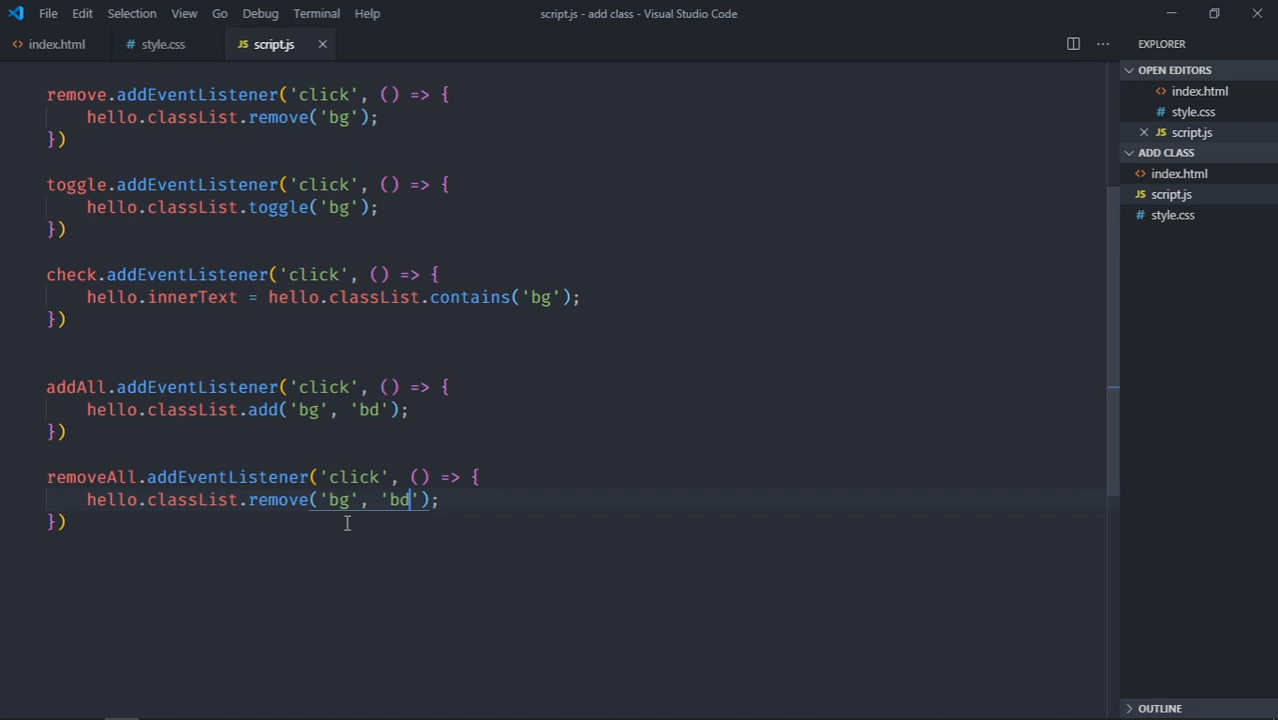 File Edit Selection View Go Debug Terminal Help
script.js - add class - Visual Studio Code
<> index.html # style.css JS script.js
remove.addEventListener('click', () => {
hello.classList.remove('bg');
})
toggle.addEventListener('click', () => {
hello.classList.toggle('bg');
})
check.addEventListener('click', () => {
hello.innerText = hello.classList.contains('bg');
})
addAll.addEventListener('click', () => {
hello.classList.add('bg', 'bd');
})
removeAll.addEventListener('click', () => {
hello.classList.remove('bg', 'bd');
})
EXPLORER
OPEN EDITORS
<> index.html
# style.css
JS script.js
ADD CLASS
<> index.html
JS script.js
# style.css
OUTLINE